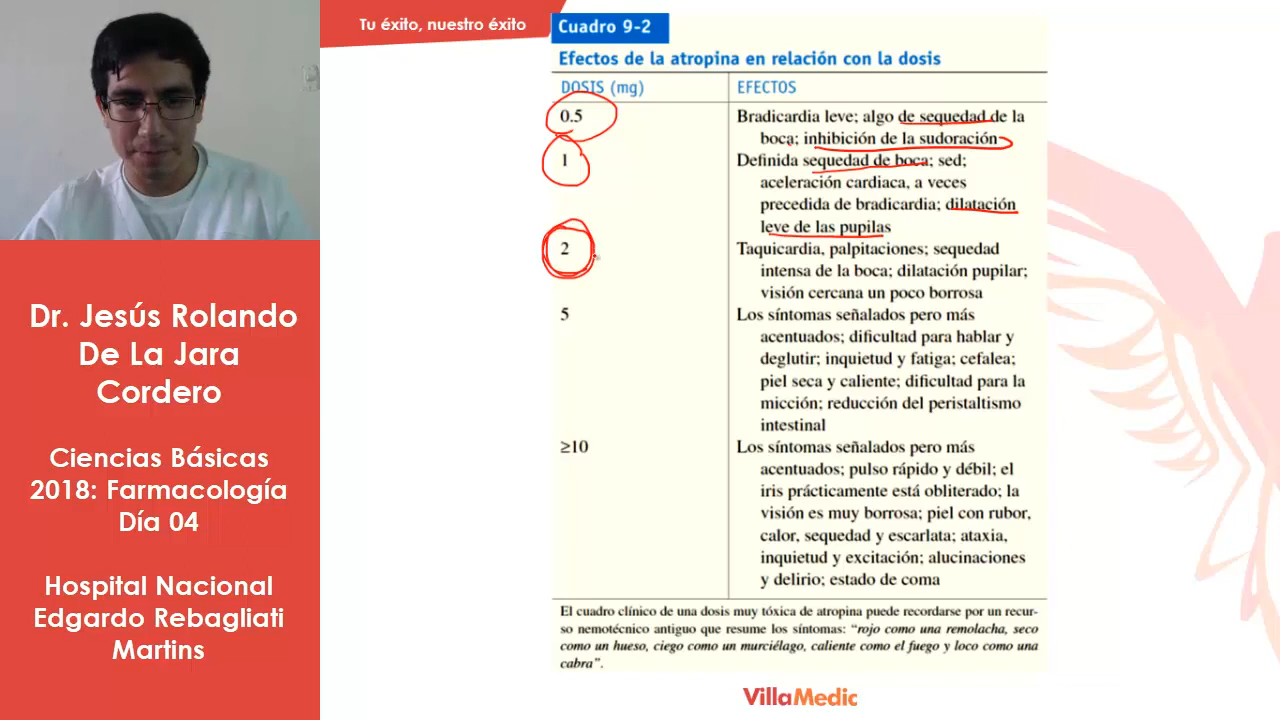 Tu éxito, nuestro éxito
Cuadro 9-2
Efectos de la atropina en relación con la dosis
DOSIS (mg) EFECTOS
0.5 Bradicardia leve; algo de sequedad de la
boca; inhibición de la sudoración
1 Definida sequedad de boca; sed;
aceleración cardiaca, a veces
precedida de bradicardia; dilatación
leve de las pupilas
2 Taquicardia, palpitaciones; sequedad
intensa de la boca; dilatación pupilar;
visión cercana un poco borrosa
5 Los síntomas señalados pero más
acentuados; dificultad para hablar y
deglutir; inquietud y fatiga; cefalea;
piel seca y caliente; dificultad para la
micción; reducción del peristaltismo
intestinal
≥10 Los síntomas señalados pero más
acentuados; pulso rápido y débil; el
iris prácticamente está obliterado; la
visión es muy borrosa; piel con rubor,
calor, sequedad y escarlata; ataxia,
inquietud y excitación; alucinaciones
y delirio; estado de coma
El cuadro clínico de una dosis muy tóxica de atropina puede recordarse por un recur-
so nemotécnico antiguo que resume los síntomas: “rojo como una remolacha, seco
como un hueso, ciego como un murciélago, caliente como el fuego y loco como una
cabra”.
Dr. Jesús Rolando
De La Jara
Cordero
Ciencias Básicas
2018: Farmacología
Día 04
Hospital Nacional
Edgardo Rebagliati
Martins
VillaMedic